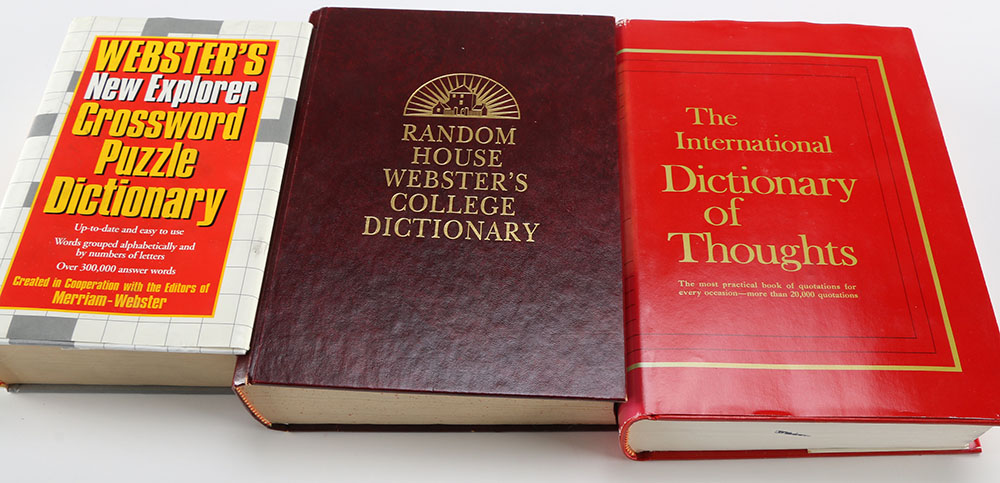 WEBSTER'S
New Explorer
Crossword
Puzzle
Dictionary
Up-to-date and easy to use
Words grouped alphabetically and
by numbers of letters
Over 300,000 answer words
Created in Cooperation with the Editors of
Merriam-Webster
RANDOM
HOUSE
WEBSTER'S
COLLEGE
DICTIONARY
The
International
Dictionary
of
Thoughts
The most practical book of quotations for
every occasion—more than 20,000 quotations